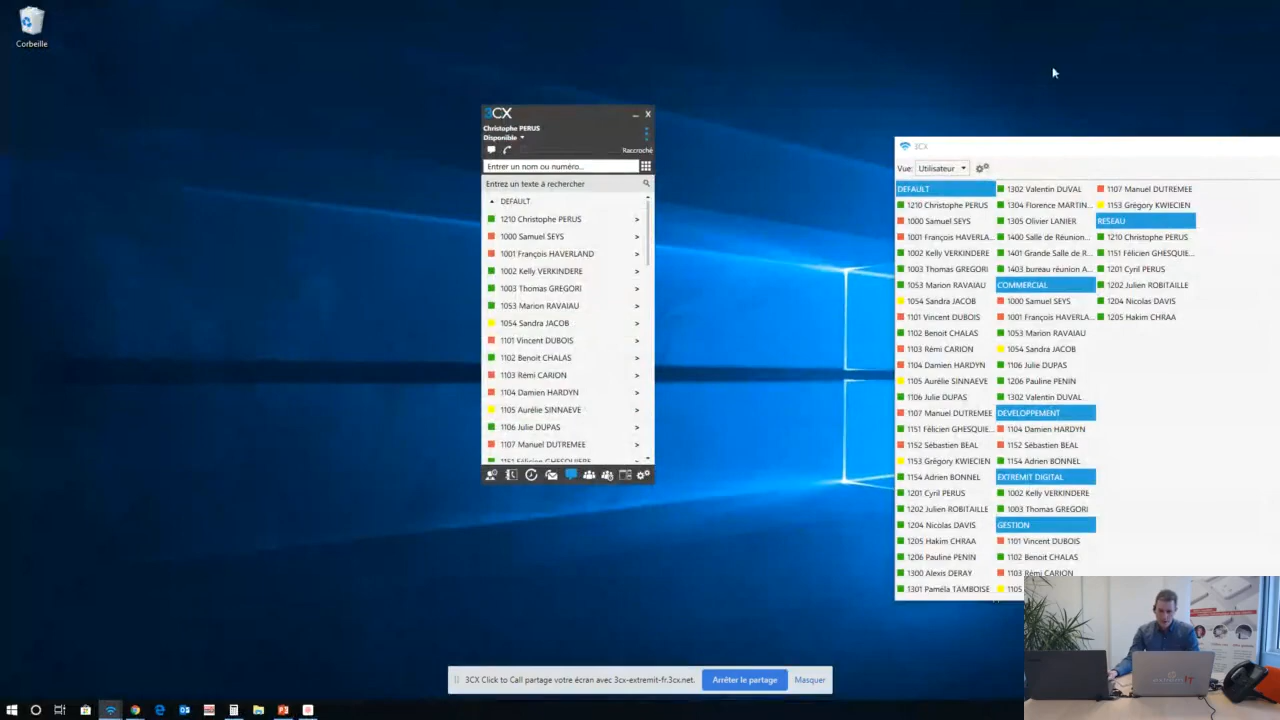 Corbeille
3CX
Christophe PERUS
Disponible
Raccroché
Entrer un nom ou numéro...
Entrez un texte à rechercher
DEFAULT
1210 Christophe PERUS
1000 Samuel SEYS
1001 François HAVERLAND
1002 Kelly VERKINDERE
1003 Thomas GREGORI
1053 Marion RAVAIAU
1054 Sandra JACOB
1101 Vincent DUBOIS
1102 Benoit CHALAS
1103 Rémi CARION
1104 Damien HARDYN
1105 Aurélie SINNAEVE
1106 Julie DUPAS
1107 Manuel DUTREMEE
1151 Félicien GHESQUIERE
3CX
Vue: Utilisateur
DEFAULT
1210 Christophe PERUS
1000 Samuel SEYS
1001 François HAVERLA...
1002 Kelly VERKINDERE
1003 Thomas GREGORI
1053 Marion RAVAIAU
1054 Sandra JACOB
1101 Vincent DUBOIS
1102 Benoit CHALAS
1103 Rémi CARION
1104 Damien HARDYN
1105 Aurélie SINNAEVE
1106 Julie DUPAS
1107 Manuel DUTREMEE
1151 Félicien GHESQUIE...
1152 Sébastien BEAL
1153 Grégory KWIECIEN
1154 Adrien BONNEL
1201 Cyril PERUS
1202 Julien ROBITAILLE
1204 Nicolas DAVIS
1205 Hakim CHRAA
1206 Pauline PENIN
1300 Alexis DERAY
1301 Paméla TAMBOISE
1302 Valentin DUVAL
1304 Florence MARTIN...
1305 Olivier LANIER
1400 Salle de Réunion...
1401 Grande Salle de R...
1403 bureau réunion A...
COMMERCIAL
1000 Samuel SEYS
1001 François HAVERLA...
1053 Marion RAVAIAU
1054 Sandra JACOB
1106 Julie DUPAS
1206 Pauline PENIN
1302 Valentin DUVAL
DÉVELOPPEMENT
1104 Damien HARDYN
1152 Sébastien BEAL
1154 Adrien BONNEL
EXTREMIT DIGITAL
1002 Kelly VERKINDERE
1003 Thomas GREGORI
GESTION
1101 Vincent DUBOIS
1102 Benoit CHALAS
1103 Rémi CARION
1105
1107 Manuel DUTREMEE
1153 Grégory KWIECIEN
RESEAU
1210 Christophe PERUS
1151 Félicien GHESQUIE...
1201 Cyril PERUS
1202 Julien ROBITAILLE
1204 Nicolas DAVIS
1205 Hakim CHRAA
3CX Click to Call partage votre écran avec 3cx-extremit-fr.3cx.net.
Arrêter le partage
Masquer